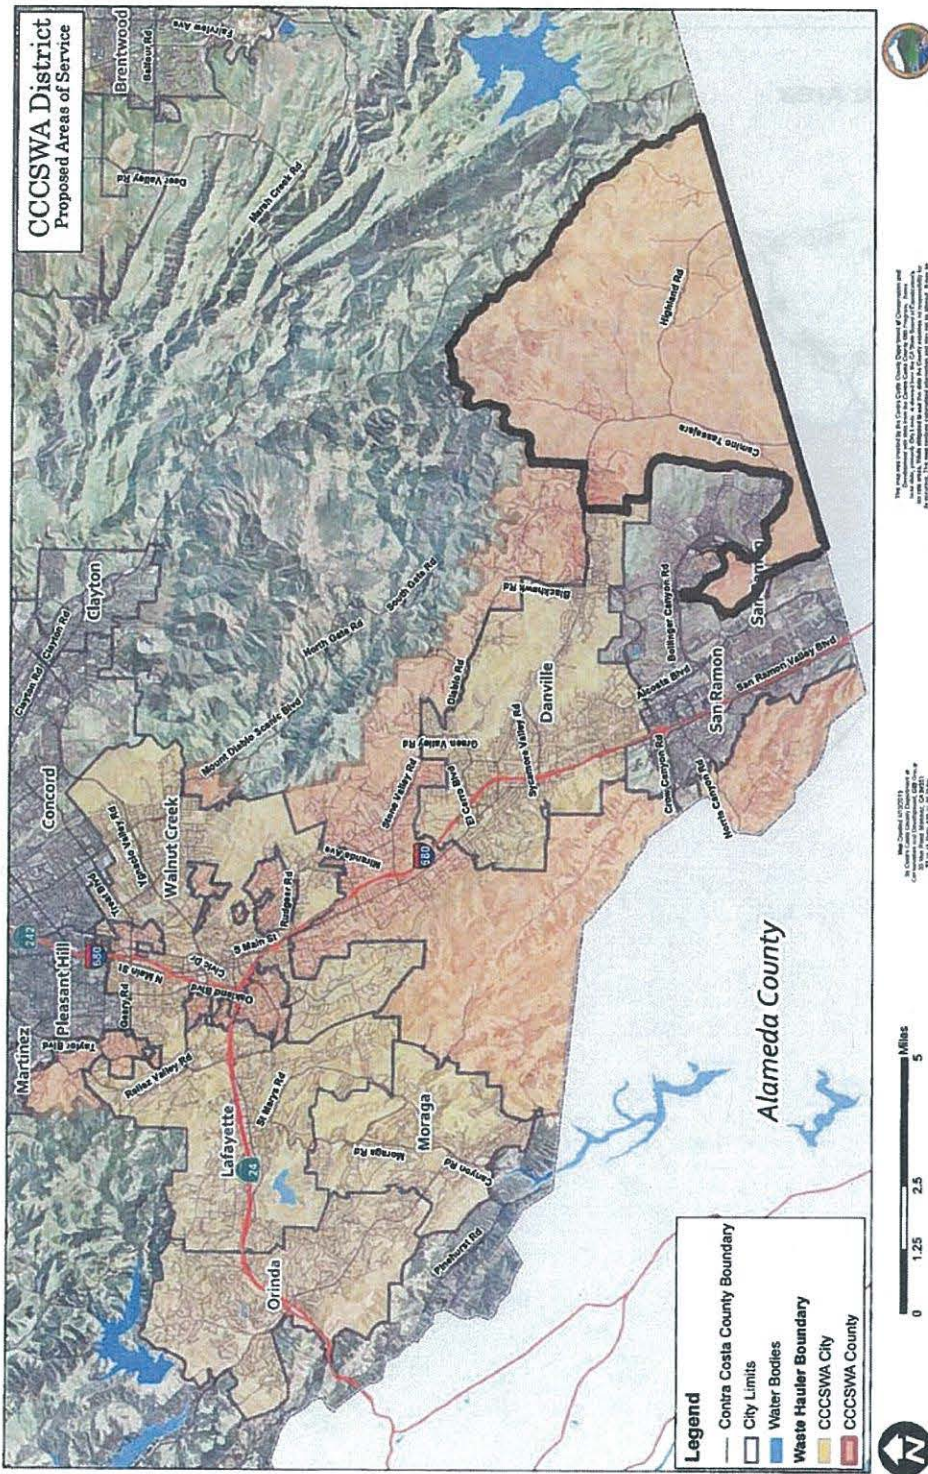 CCCSWA District
Proposed Areas of Service
Brentwood
Balfour Rd
Fairview Ave
Deer Valley Rd
Marsh Creek Rd
Clayton
Clayton Rd
Clayton Rd
Concord
242
Martinez
Pleasant Hill
680
Taylor Blvd
Geary Rd
N Main St
Treat Blvd
Ygnacio Valley Rd
Walnut Creek
Reliez Valley Rd
Oakland Blvd
Civic Dr
S Main St
Rudgear Rd
Mount Diablo Scenic Blvd
North Gate Rd
South Gate Rd
Lafayette
24
St Marys Rd
Orinda
Moraga Rd
Moraga
Canyon Rd
Pinehurst Rd
Miranda Ave
Stone Valley Rd
680
El Cerro Blvd
Green Valley Rd
Diablo Rd
Blackhawk Rd
Sycamore Valley Rd
Danville
Highland Rd
Camino Tassajara
Crow Canyon Rd
Norris Canyon Rd
Alcosta Blvd
Bollinger Canyon Rd
San Ramon
San Ramon Valley Blvd
Alameda County
Legend
Contra Costa County Boundary
City Limits
Water Bodies
Waste Hauler Boundary
CCCSWA City
CCCSWA County
N
0 1.25 2.5 5
Miles